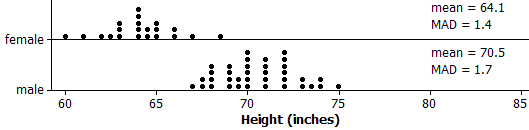 mean = 64.1
MAD = 1.4
female
mean = 70.5
MAD = 1.7
male
60 65 70 75 80 85
Height (inches)